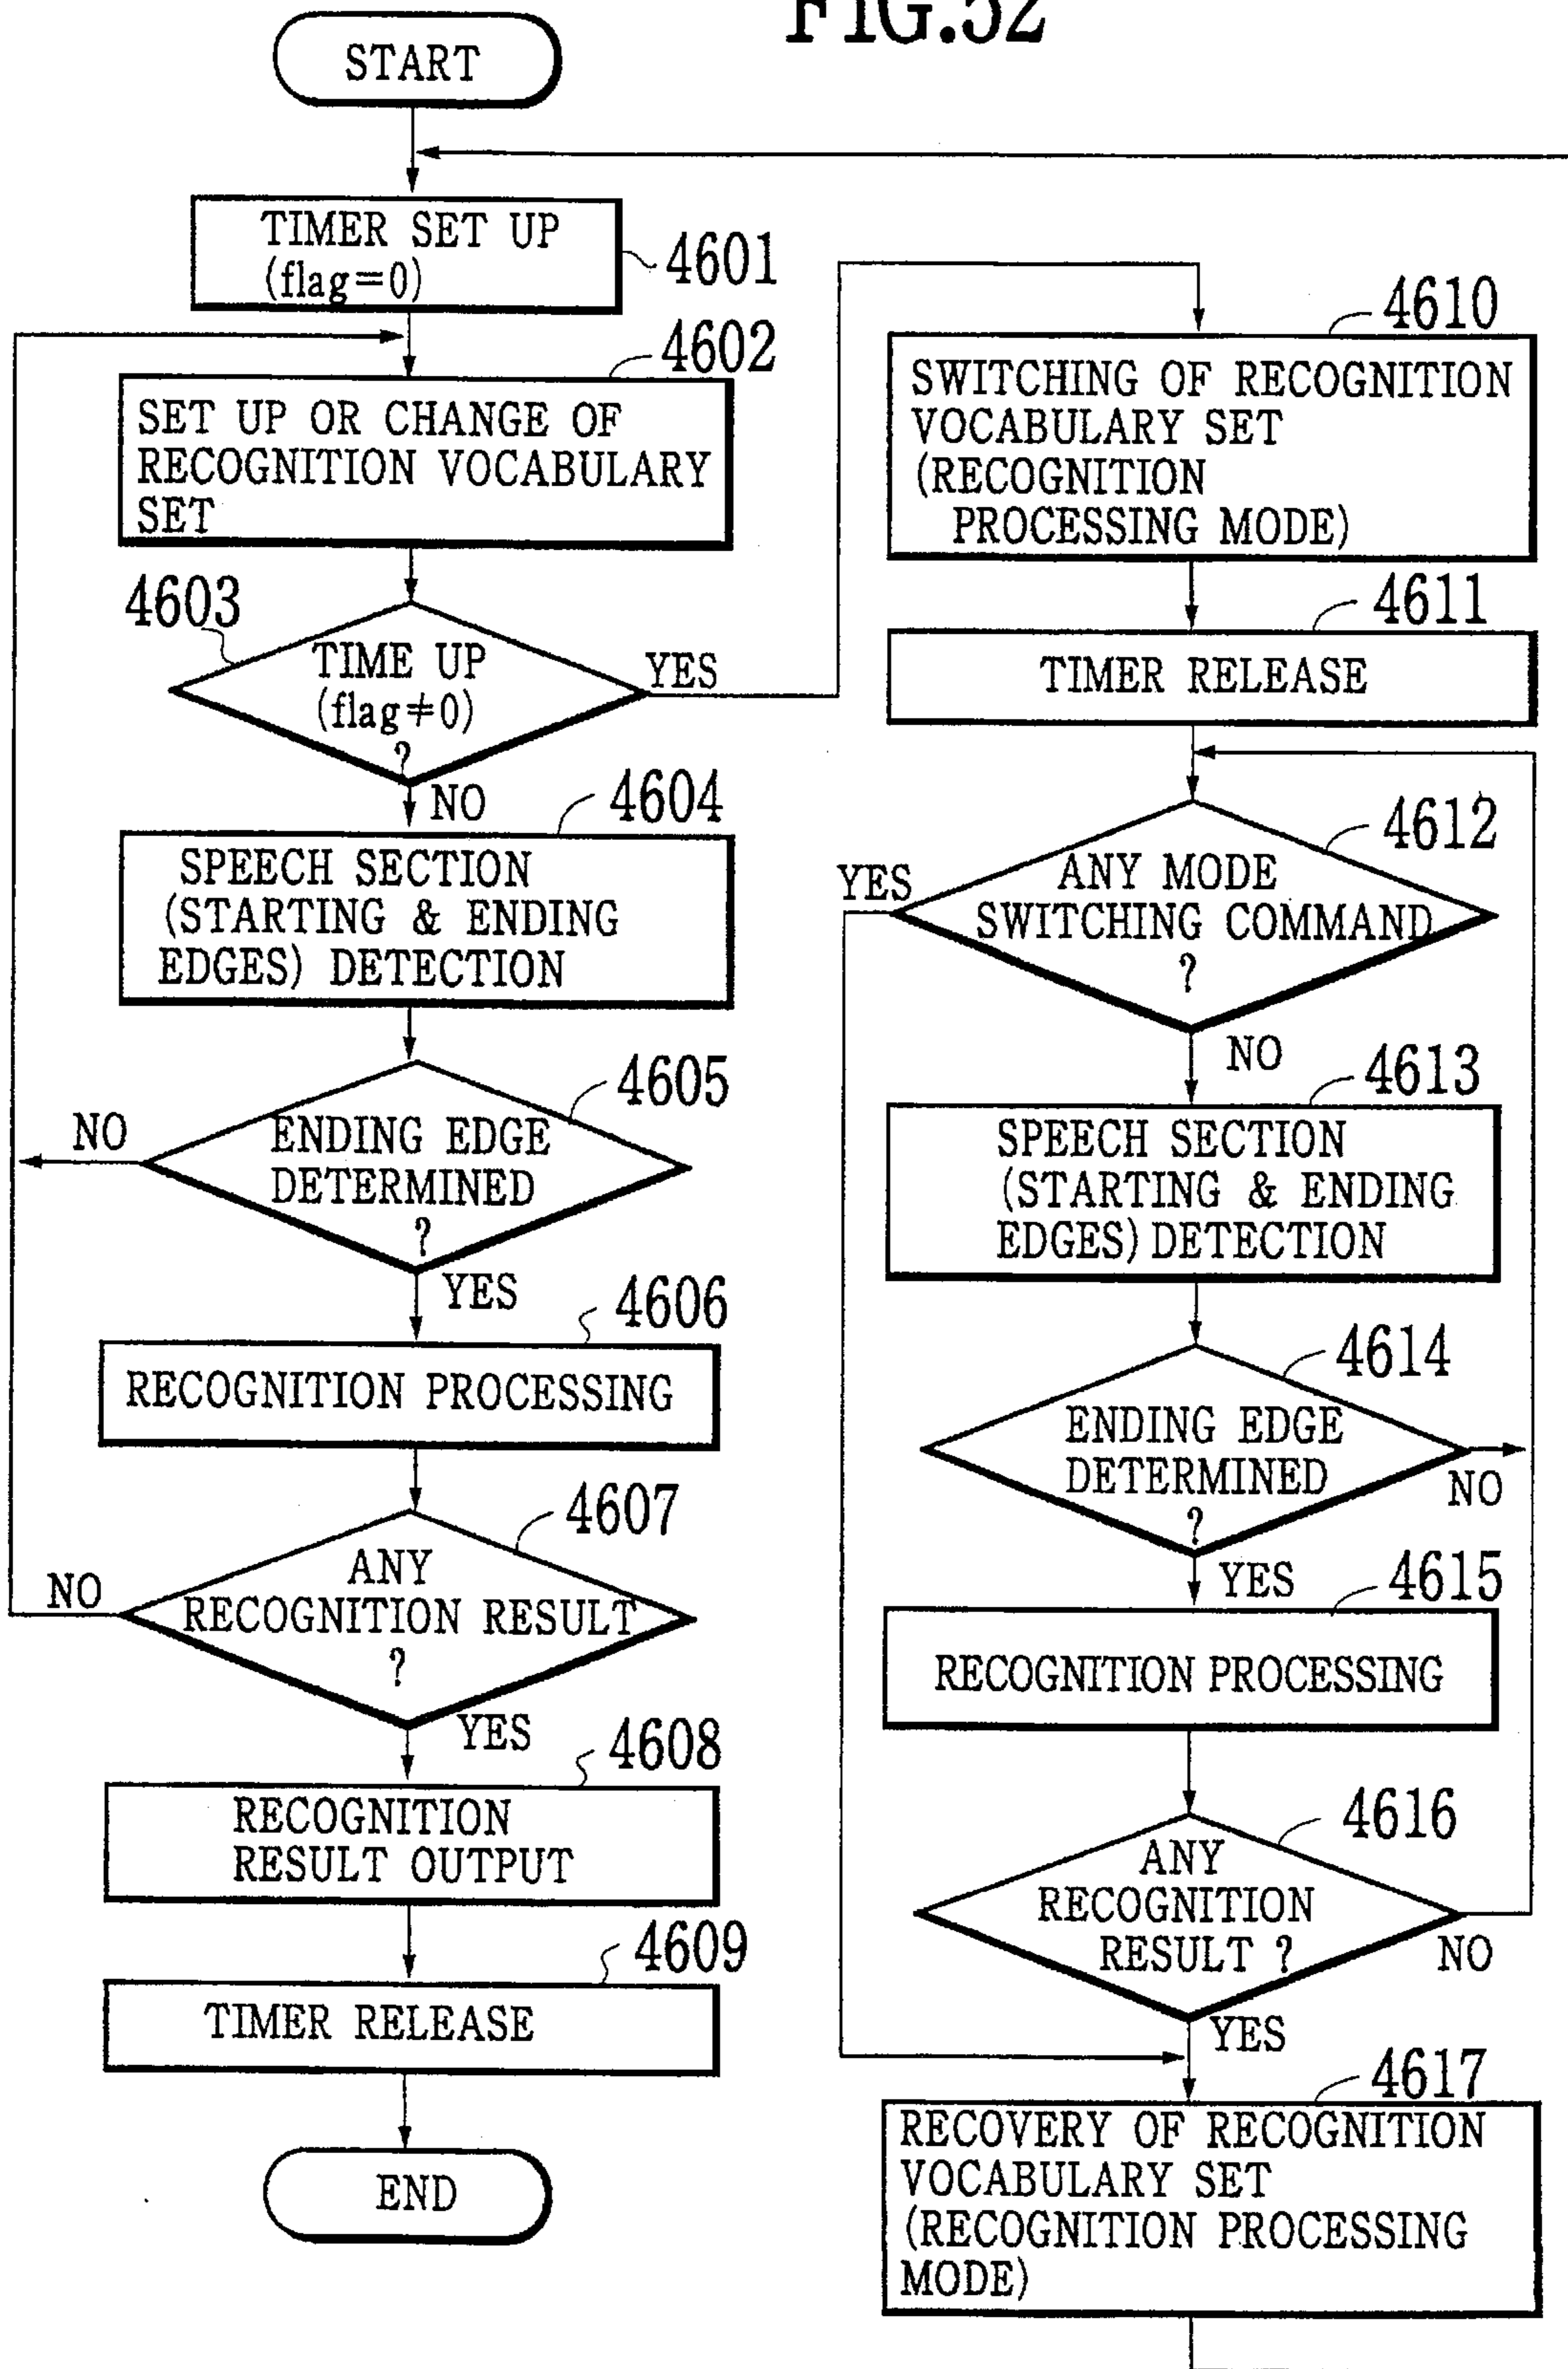 FIG.52
START
TIMER SET UP
(flag=0)
4601
4602
SET UP OR CHANGE OF
RECOGNITION VOCABULARY
SET
4603
TIME UP
(flag≠0)
?
YES
NO
4604
SPEECH SECTION
(STARTING & ENDING
EDGES) DETECTION
4605
ENDING EDGE
DETERMINED
?
NO
YES
4606
RECOGNITION PROCESSING
4607
ANY
RECOGNITION RESULT
?
NO
YES
4608
RECOGNITION
RESULT OUTPUT
4609
TIMER RELEASE
END
4610
SWITCHING OF RECOGNITION
VOCABULARY SET
(RECOGNITION
PROCESSING MODE)
4611
TIMER RELEASE
4612
YES
ANY MODE
SWITCHING COMMAND
?
NO
4613
SPEECH SECTION
(STARTING & ENDING
EDGES) DETECTION
4614
ENDING EDGE
DETERMINED
?
NO
YES
4615
RECOGNITION PROCESSING
4616
ANY
RECOGNITION
RESULT ?
NO
YES
4617
RECOVERY OF RECOGNITION
VOCABULARY SET
(RECOGNITION PROCESSING
MODE)